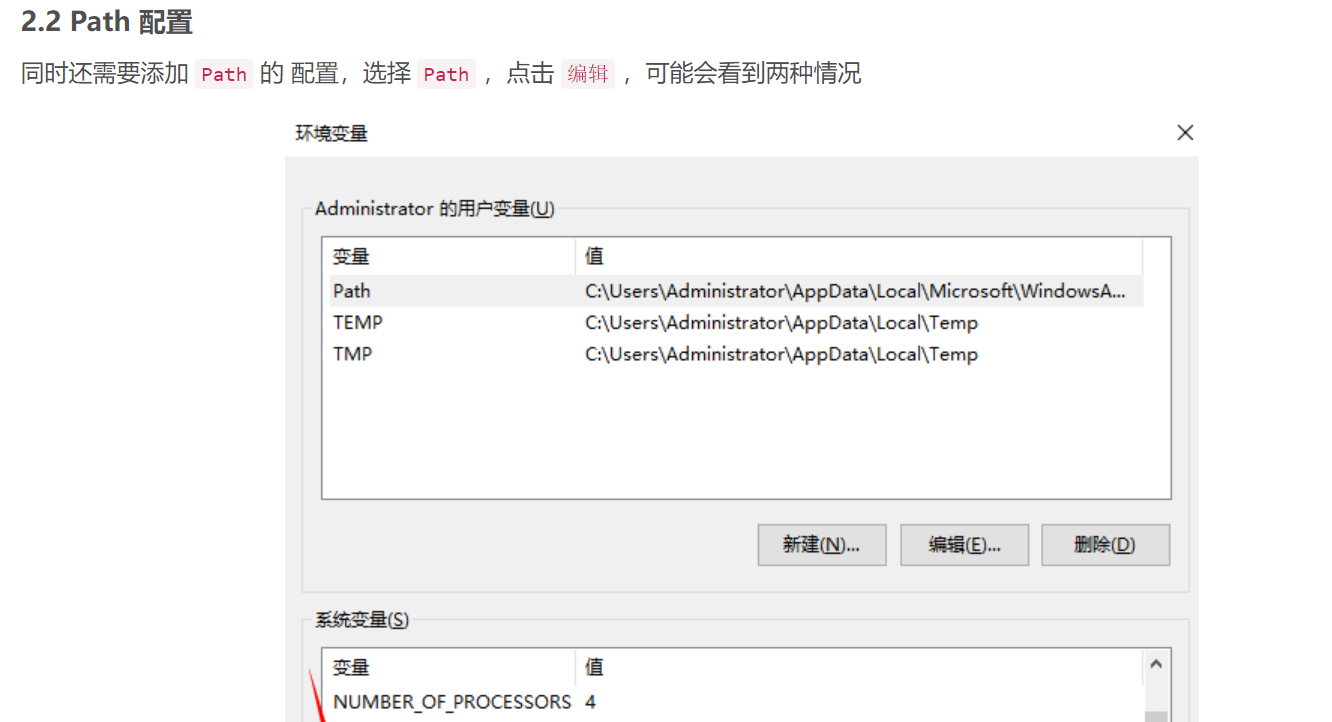 2.2 Path 配置
同时还需要添加 Path 的 配置，选择 Path ，点击 编辑 ，可能会看到两种情况
环境变量
Administrator 的用户变量(U)
变量 值
Path C:\Users\Administrator\AppData\Local\Microsoft\WindowsA...
TEMP C:\Users\Administrator\AppData\Local\Temp
TMP C:\Users\Administrator\AppData\Local\Temp
新建(N)... 编辑(E)... 删除(D)
系统变量(S)
变量 值
NUMBER_OF_PROCESSORS 4